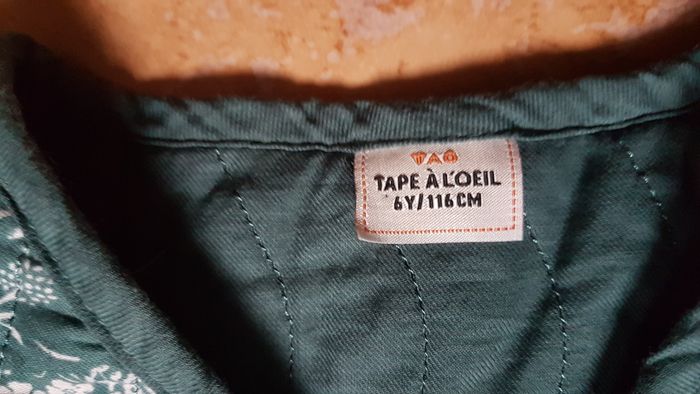 TAO
TAPE À L'OEIL
6Y/116CM